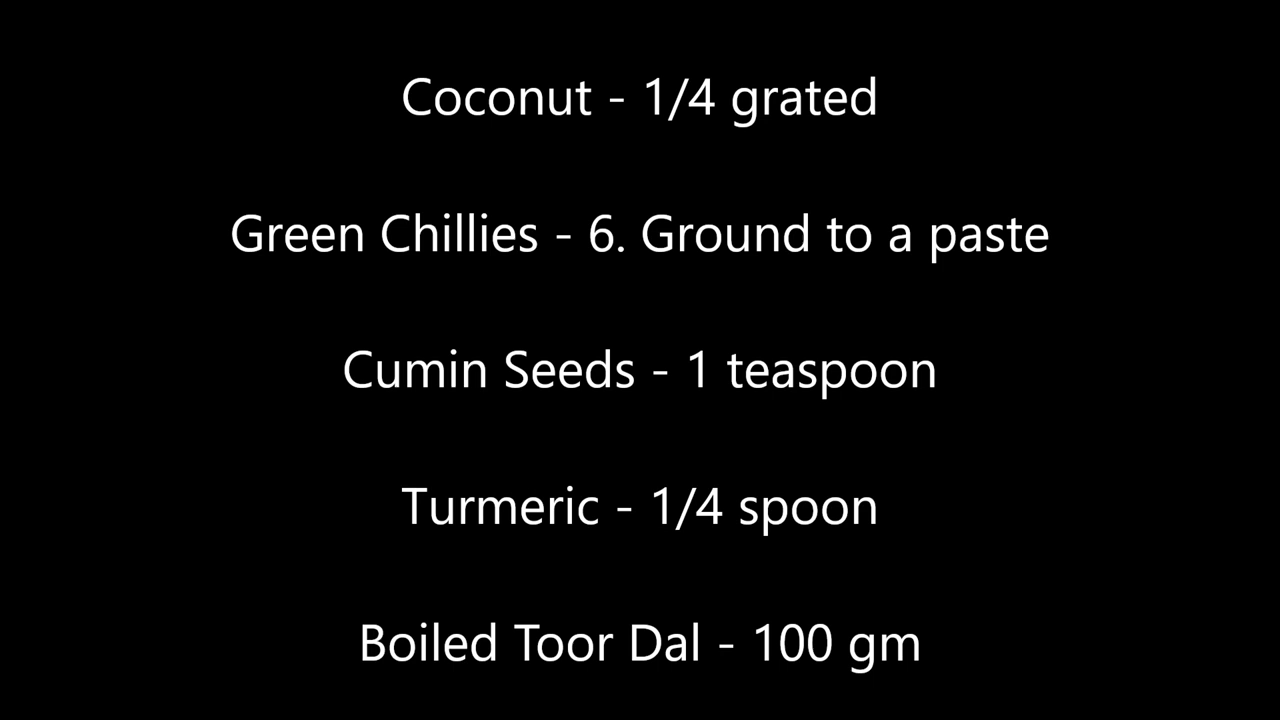 Coconut - 1/4 grated
Green Chillies - 6. Ground to a paste
Cumin Seeds - 1 teaspoon
Turmeric - 1/4 spoon
Boiled Toor Dal - 100 gm